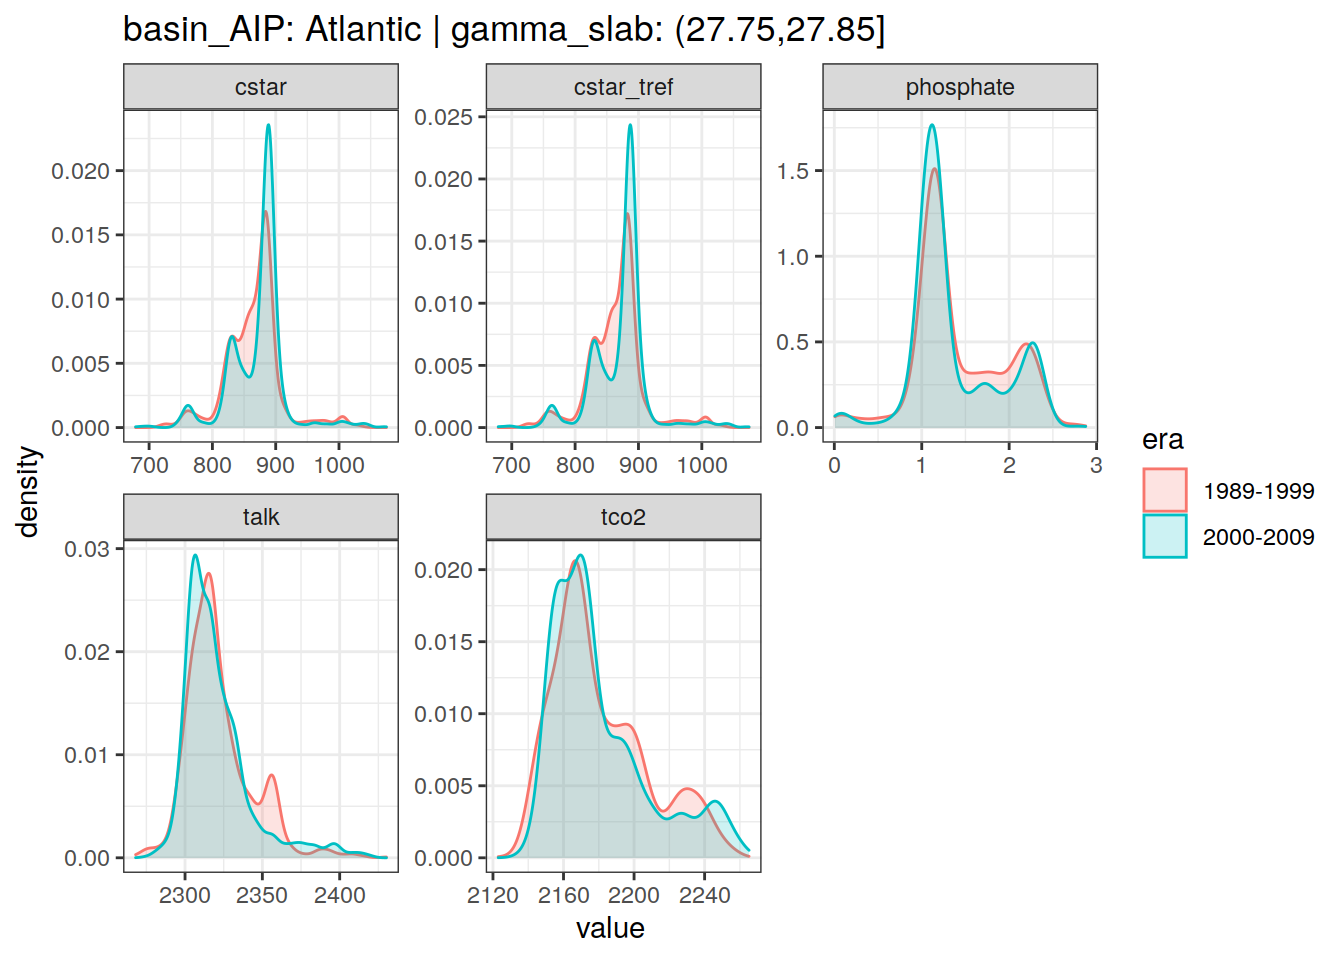 basin_AIP: Atlantic | gamma_slab: (27.75,27.85]
cstar
cstar_tref
phosphate
0.020
0.015
0.010
0.005
0.000
700 800 900 1000
0.025
0.020
0.015
0.010
0.005
0.000
700 800 900 1000
1.5
1.0
0.5
0.0
0 1 2 3
density
talk
tco2
0.03
0.02
0.01
0.00
2300 2350 2400
0.020
0.015
0.010
0.005
0.000
2120 2160 2200 2240
value
era
1989-1999
2000-2009